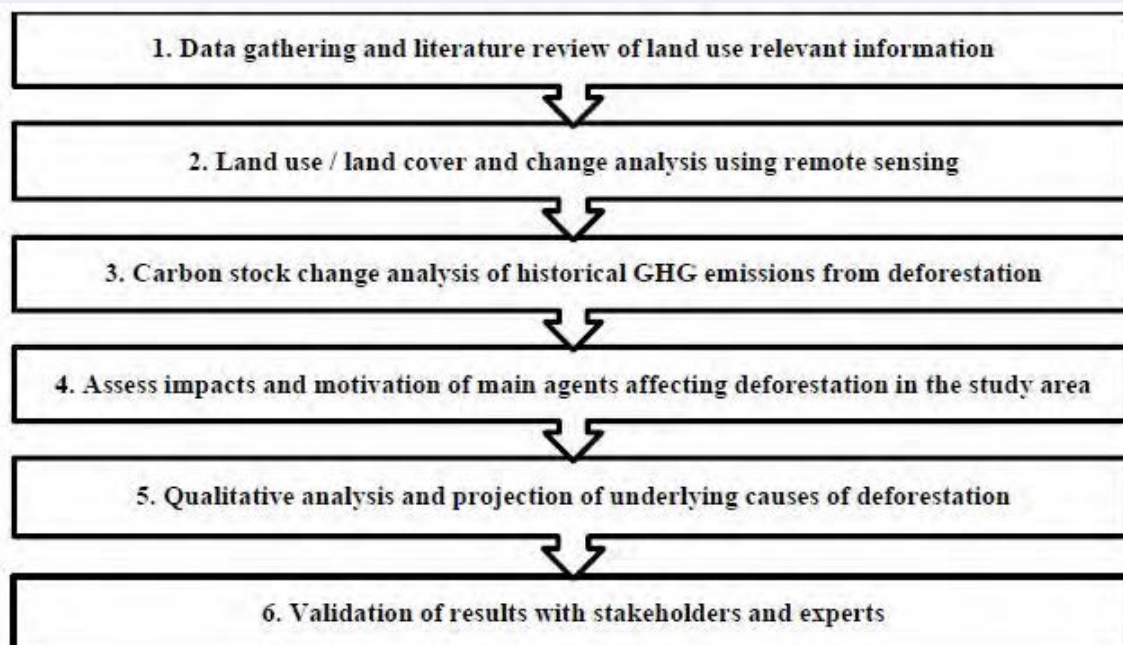 1. Data gathering and literature review of land use relevant information
2. Land use / land cover and change analysis using remote sensing
3. Carbon stock change analysis of historical GHG emissions from deforestation
4. Assess impacts and motivation of main agents affecting deforestation in the study area
5. Qualitative analysis and projection of underlying causes of deforestation
6. Validation of results with stakeholders and experts